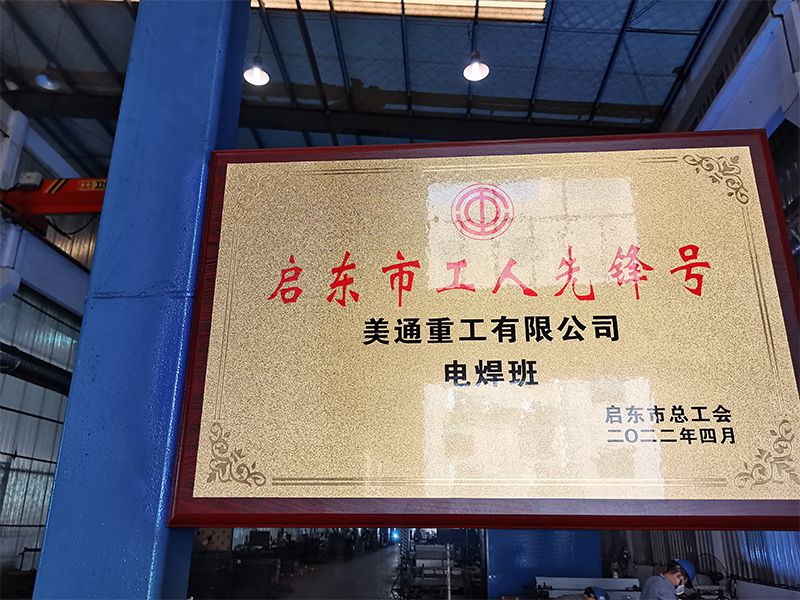 启东市工人先锋号
美通重工有限公司
电焊班
启东市总工会
二〇二二年四月